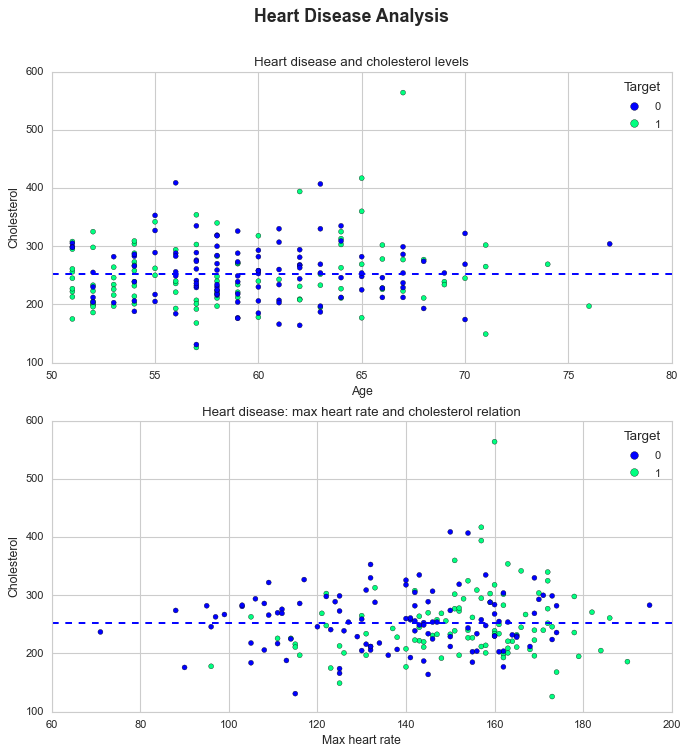 Heart Disease Analysis
Heart disease and cholesterol levels
600
500
400
300
200
100
Cholesterol
Target
0
1
50 55 60 65 70 75 80
Age
Heart disease: max heart rate and cholesterol relation
600
500
400
300
200
100
Cholesterol
Target
0
1
60 80 100 120 140 160 180 200
Max heart rate